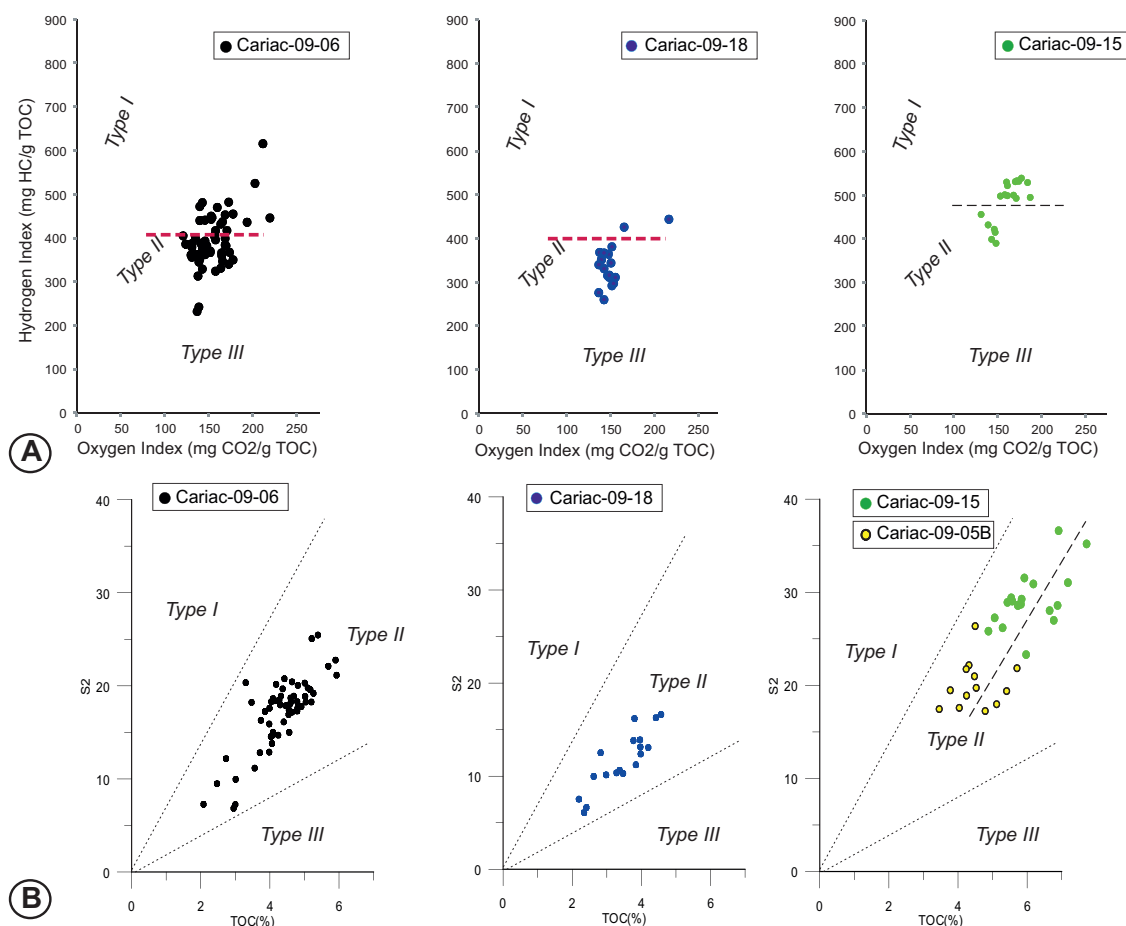 A
Cariac-09-06
900
800
700
600
500
400
300
200
100
0
Hydrogen Index (mg HC/g TOC)
Type I
Type II
Type III
0 50 100 150 200 250
Oxygen Index (mg CO2/g TOC)
Cariac-09-18
900
800
700
600
500
400
300
200
100
0
Type I
Type II
Type III
0 50 100 150 200 250
Oxygen Index (mg CO2/g TOC)
Cariac-09-15
900
800
700
600
500
400
300
200
100
0
Type I
Type II
Type III
0 50 100 150 200 250
Oxygen Index (mg CO2/g TOC)
B
Cariac-09-06
40
30
20
10
0
S2
Type I
Type II
Type III
0 2 4 6
TOC(%)
Cariac-09-18
40
30
20
10
0
S2
Type I
Type II
Type III
0 2 4 6
TOC(%)
Cariac-09-15
Cariac-09-05B
40
30
20
10
0
S2
Type I
Type II
Type III
0 2 4 6
TOC(%)